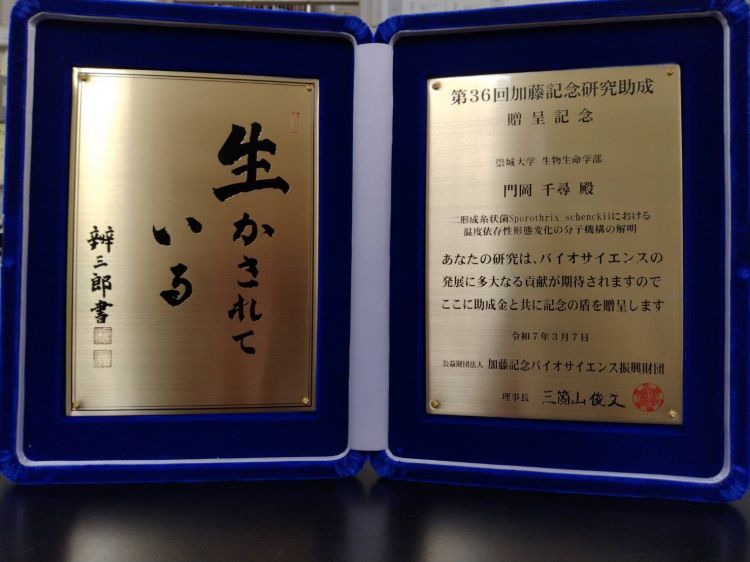 生かされて
いる
辨三郎書
第36回加藤記念研究助成
贈呈記念
崇城大学 生物生命学部
門岡 千尋 殿
二形成糸状菌Sporothrix schenckiiにおける
温度依存性形態変化の分子機構の解明
あなたの研究は、バイオサイエンスの
発展に多大なる貢献が期待されますので
ここに助成金と共に記念の盾を贈呈します
令和7年3月7日
公益財団法人 加藤記念バイオサイエンス振興財団
理事長 三箇山俊文